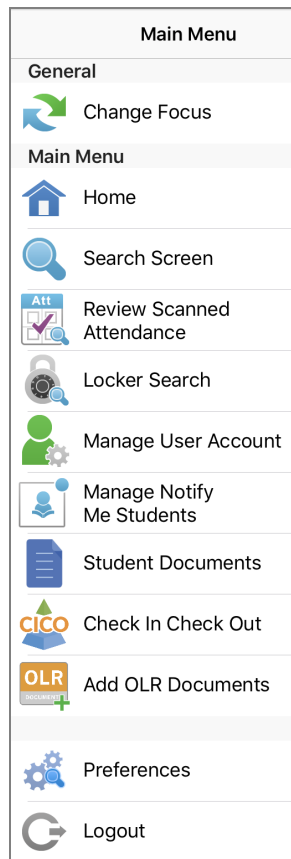 Main Menu
General
Change Focus
Main Menu
Home
Search Screen
Att
Review Scanned
Attendance
Locker Search
Manage User Account
Manage Notify
Me Students
Student Documents
CICO
Check In Check Out
OLR
DOCUMENT
Add OLR Documents
Preferences
Logout